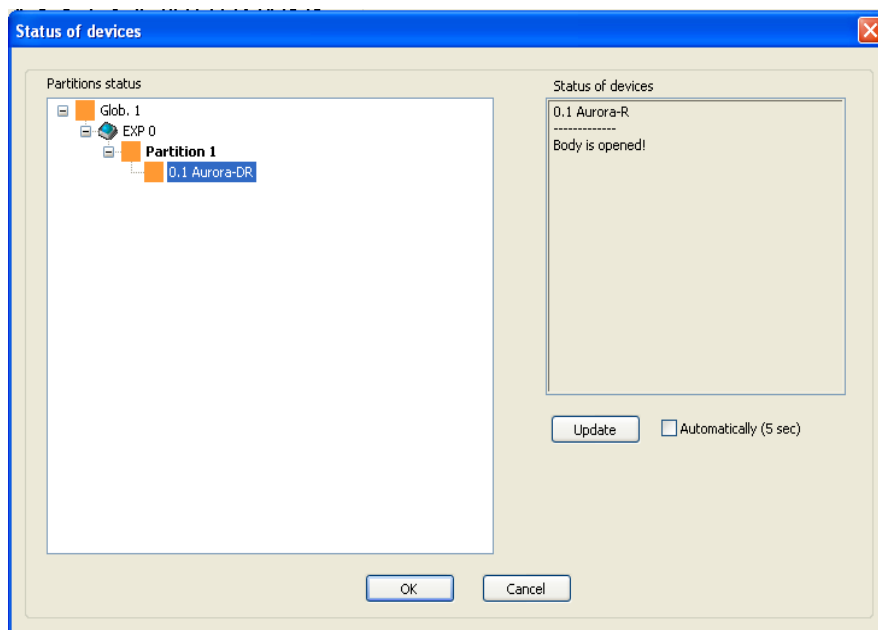 Status of devices
Partitions status
Glob. 1
EXP 0
Partition 1
0.1 Aurora-DR
Status of devices
0.1 Aurora-R
-------------
Body is opened!
Update
Automatically (5 sec)
OK
Cancel